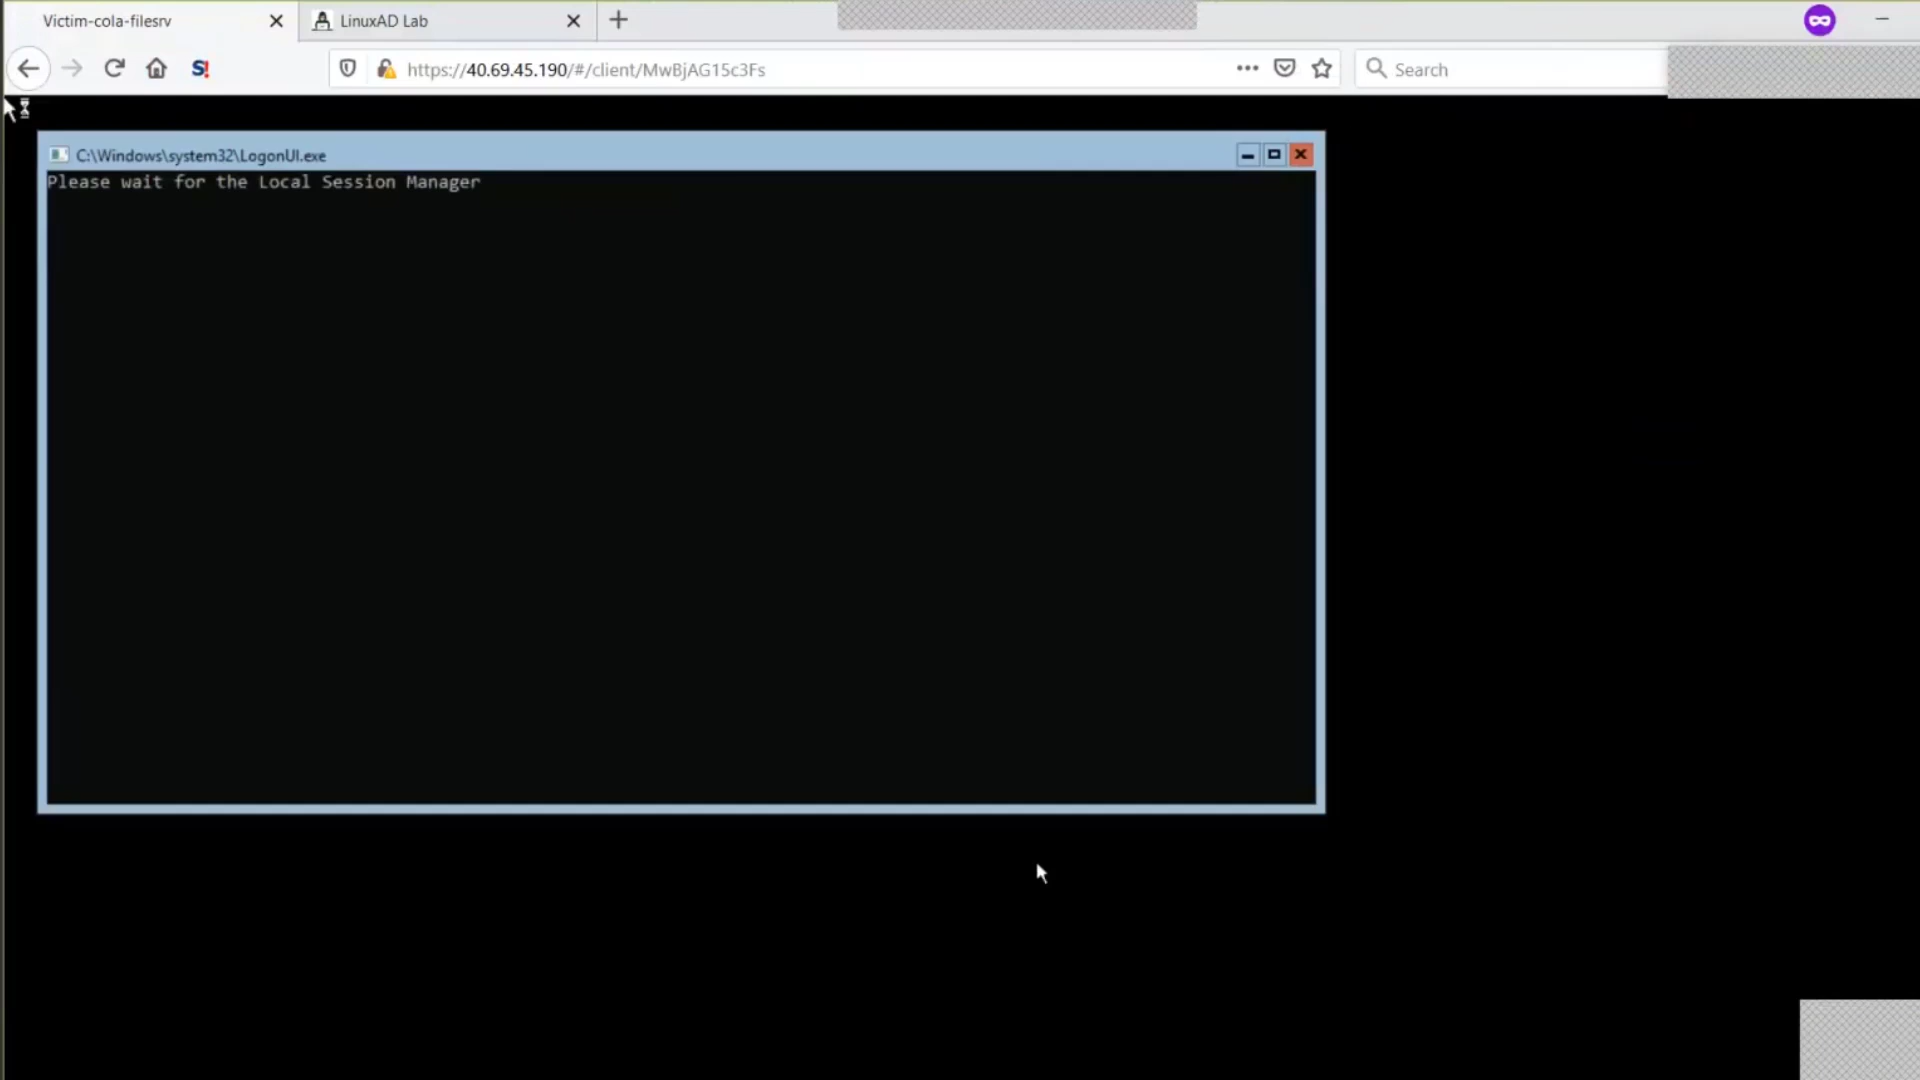 Victim-cola-filesrv
LinuxAD Lab
S!
https://40.69.45.190/#/client/MwBjAG15c3Fs
Search
C:\Windows\system32\LogonUI.exe
Please wait for the Local Session Manager